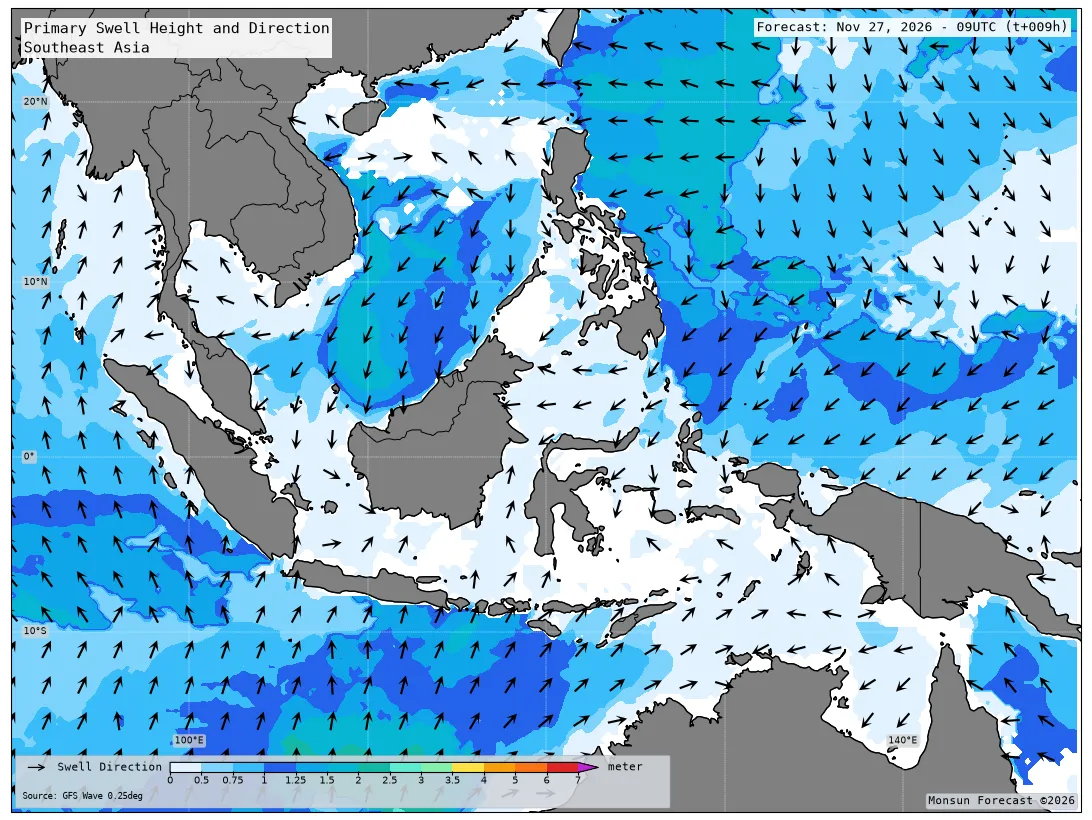 Primary Swell Height and Direction
Southeast Asia
Forecast: Nov 27, 2026 - 09UTC (t+009h)
20°N
10°N
0°
10°S
100°E
140°E
Swell Direction
0 0.5 0.75 1 1.25 1.5 2 2.5 3 3.5 4 5 6 7
meter
Source: GFS Wave 0.25deg
Monsun Forecast ©2026